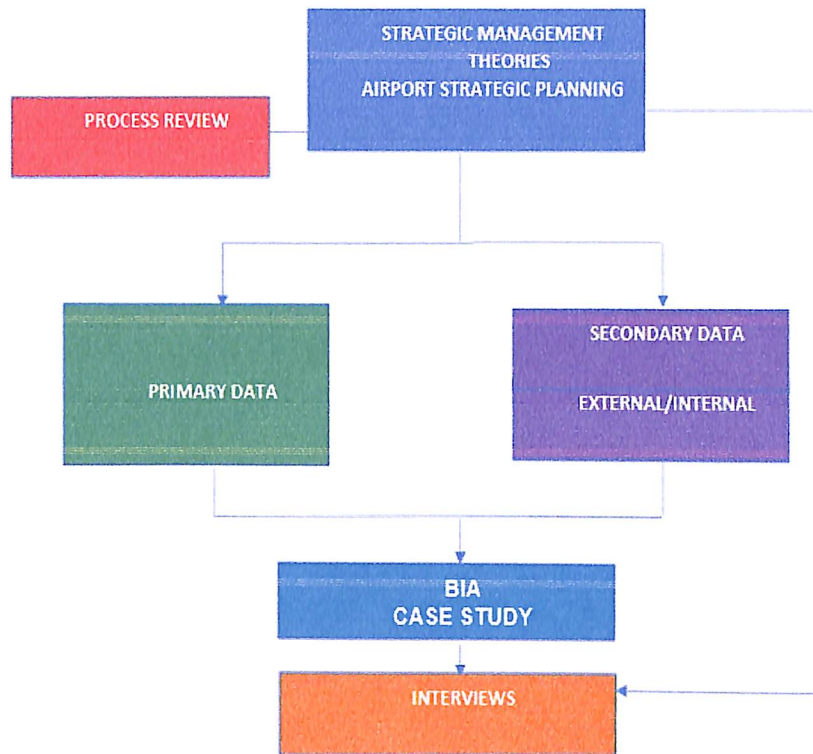 STRATEGIC MANAGEMENT
THEORIES
AIRPORT STRATEGIC PLANNING
PROCESS REVIEW
PRIMARY DATA
SECONDARY DATA
EXTERNAL/INTERNAL
BIA
CASE STUDY
INTERVIEWS